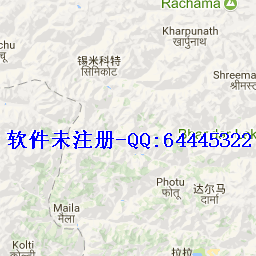 Rachama
Kharpunath
खार्पुनाथ
chu
चू
锡米科特
सिमिकोट
Shreema
श्रीमस्ट
软件未注册-QQ:64445322
Photu
फोतू
达尔马
दार्मा
Maila
मैला
Kolti
कोल्टी
拉拉